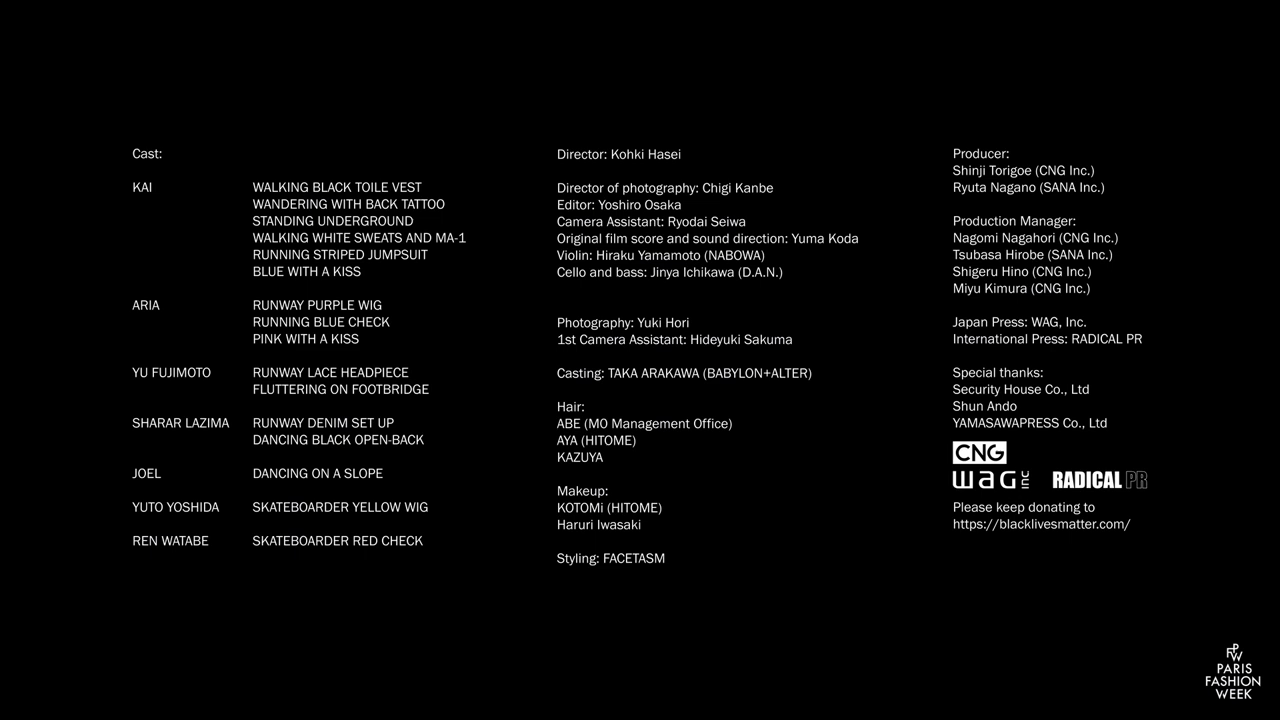 Cast:
KAI WALKING BLACK TOILE VEST
WANDERING WITH BACK TATTOO
STANDING UNDERGROUND
WALKING WHITE SWEATS AND MA-1
RUNNING STRIPED JUMPSUIT
BLUE WITH A KISS
ARIA RUNWAY PURPLE WIG
RUNNING BLUE CHECK
PINK WITH A KISS
YU FUJIMOTO RUNWAY LACE HEADPIECE
FLUTTERING ON FOOTBRIDGE
SHARAR LAZIMA RUNWAY DENIM SET UP
DANCING BLACK OPEN-BACK
JOEL DANCING ON A SLOPE
YUTO YOSHIDA SKATEBOARDER YELLOW WIG
REN WATABE SKATEBOARDER RED CHECK
Director: Kohki Hasei
Director of photography: Chigi Kanbe
Editor: Yoshiro Osaka
Camera Assistant: Ryodai Seiwa
Original film score and sound direction: Yuma Koda
Violin: Hiraku Yamamoto (NABOWA)
Cello and bass: Jinya Ichikawa (D.A.N.)
Photography: Yuki Hori
1st Camera Assistant: Hideyuki Sakuma
Casting: TAKA ARAKAWA (BABYLON+ALTER)
Hair:
ABE (M0 Management Office)
AYA (HITOME)
KAZUYA
Makeup:
KOTOMi (HITOME)
Haruri Iwasaki
Styling: FACETASM
Producer:
Shinji Torigoe (CNG Inc.)
Ryuta Nagano (SANA Inc.)
Production Manager:
Nagomi Nagahori (CNG Inc.)
Tsubasa Hirobe (SANA Inc.)
Shigeru Hino (CNG Inc.)
Miyu Kimura (CNG Inc.)
Japan Press: WAG, Inc.
International Press: RADICAL PR
Special thanks:
Security House Co., Ltd
Shun Ando
YAMASAWAPRESS Co., Ltd
CNG
waG inc RADICAL PR
Please keep donating to
https://blacklivesmatter.com/
PFW
PARIS
FASHION
WEEK